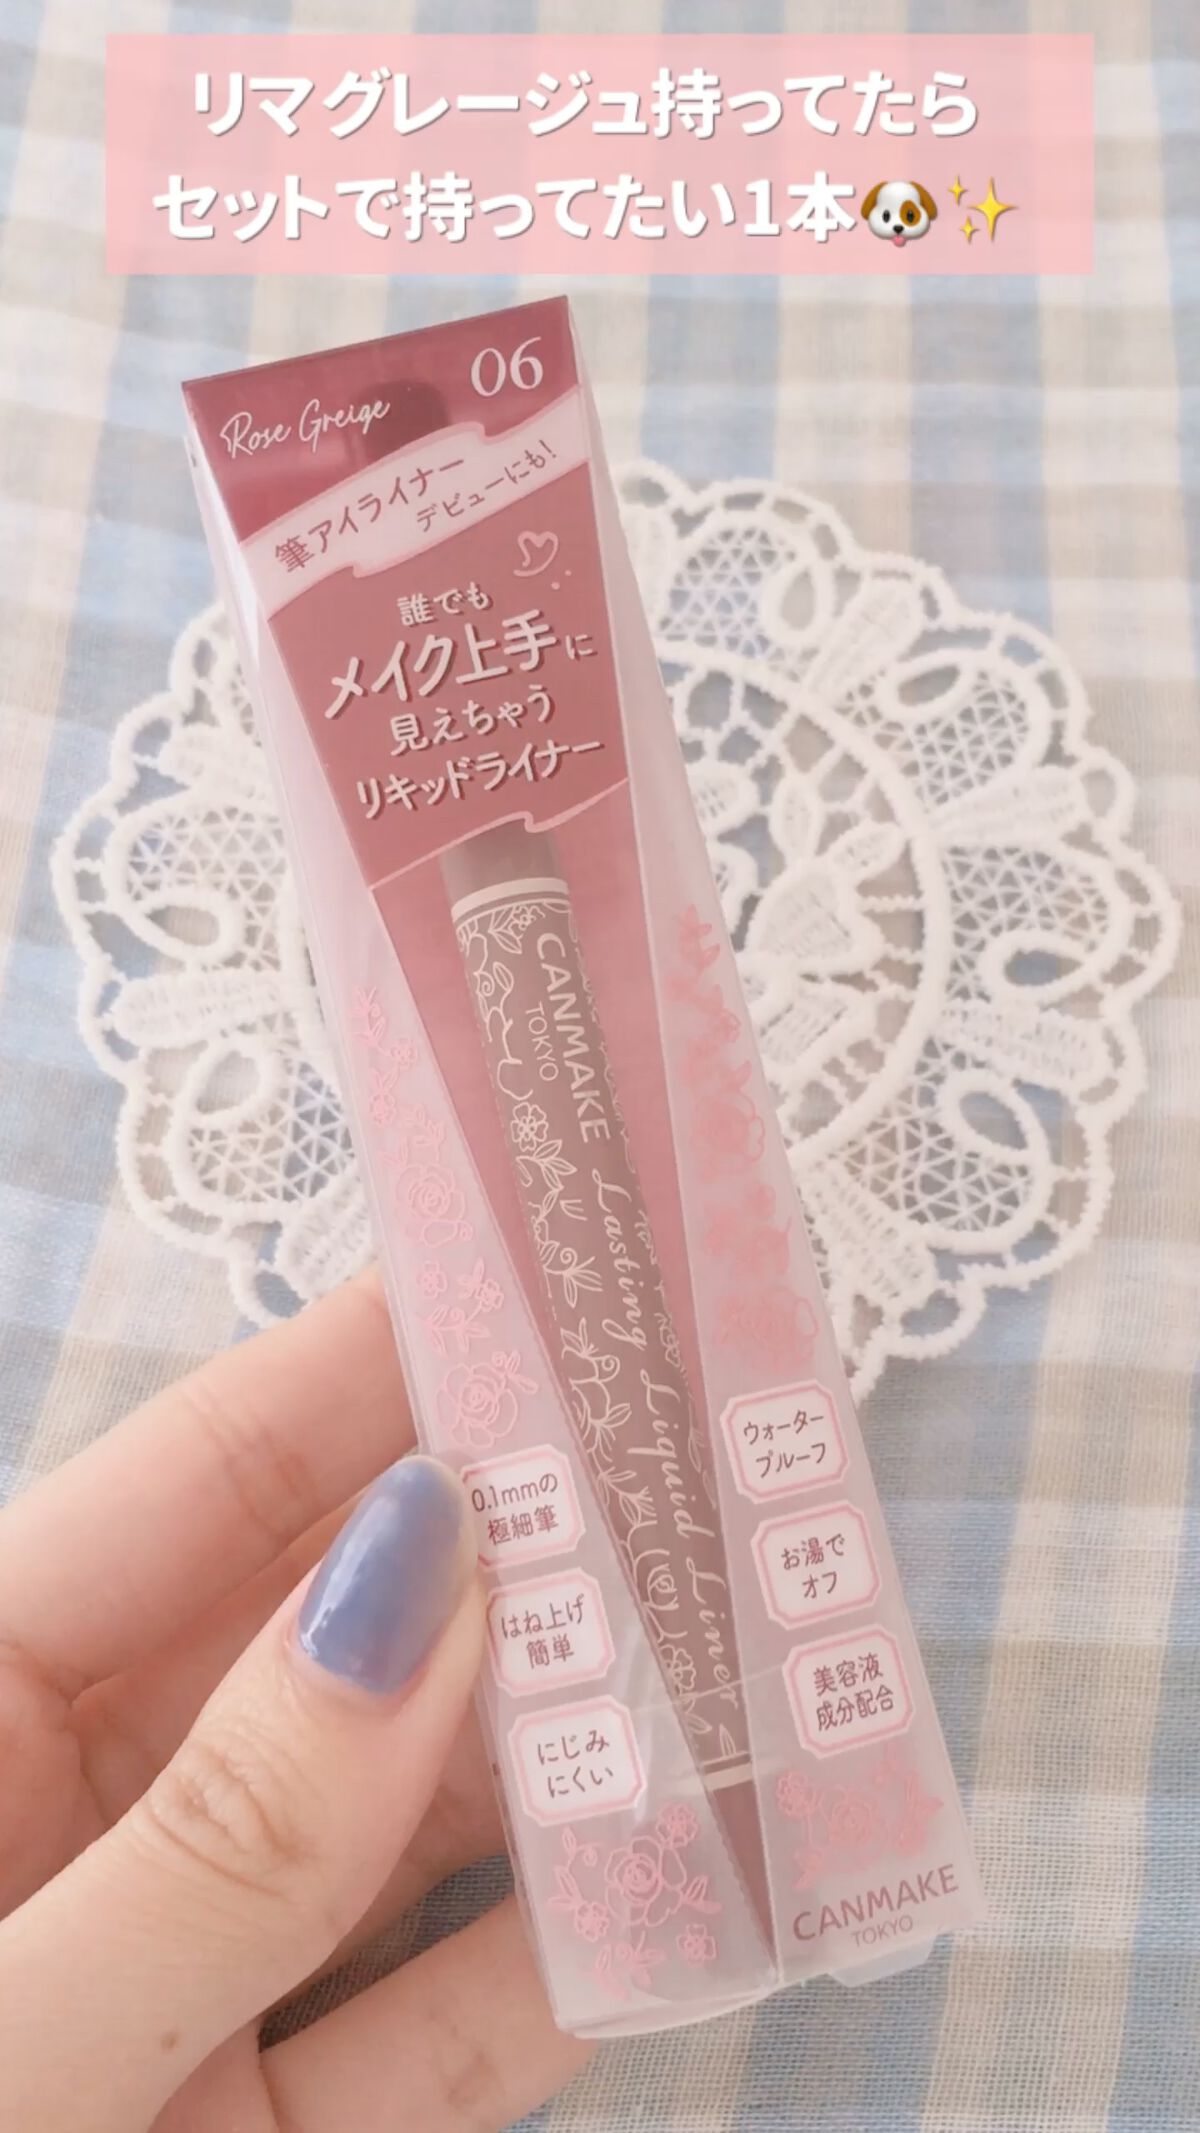 リマグレージュ持ってたら
セットで持ってたい1本🐶✨
Rose Greige
06
筆アイライナー
デビューにも!
誰でも
メイク上手に
見えちゃう
リキッドライナー
CANMAKE
TOKYO
Lasting Liquid Liner
0.1mmの
極細筆
はね上げ
簡単
にじみ
にくい
ウォーター
プルーフ
お湯で
オフ
美容液
成分配合
CANMAKE
TOKYO